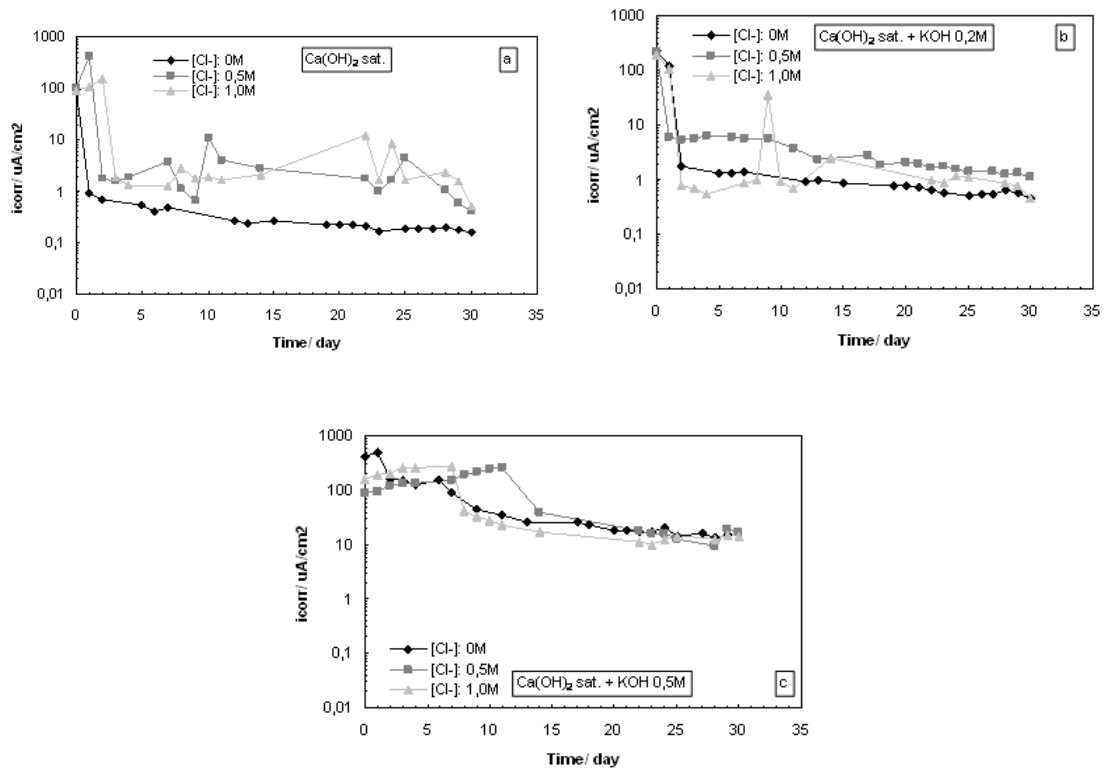 1000
100
10
1
0,1
0,01
icorr/ uA/cm2
[Cl-]: 0M
[Cl-]: 0,5M
[Cl-]: 1,0M
Ca(OH)2 sat.
a
0 5 10 15 20 25 30 35
Time/ day
1000
100
10
1
0,1
0,01
icorr/ uA/cm2
[Cl-]: 0M
[Cl-]: 0,5M
[Cl-]: 1,0M
Ca(OH)2 sat. + KOH 0,2M
b
0 5 10 15 20 25 30 35
Time/ day
1000
100
10
1
0,1
0,01
icorr/ uA/cm2
[Cl-]: 0M
[Cl-]: 0,5M
[Cl-]: 1,0M
Ca(OH)2 sat. + KOH 0,5M
c
0 5 10 15 20 25 30 35
Time/ day